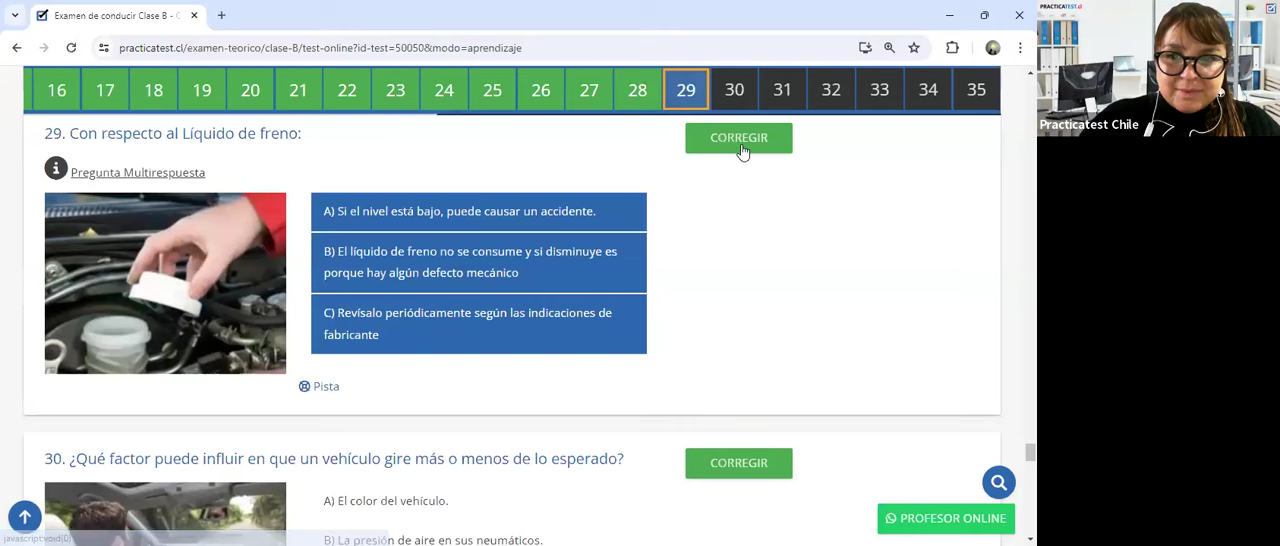 Examen de conducir Clase B - C
practicatest.cl/examen-teorico/clase-B/test-online?id-test=50050&modo=aprendizaje
16 17 18 19 20 21 22 23 24 25 26 27 28 29 30 31 32 33 34 35
29. Con respecto al Líquido de freno:
CORREGIR
Pregunta Multirespuesta
A) Si el nivel está bajo, puede causar un accidente.
B) El líquido de freno no se consume y si disminuye es
porque hay algún defecto mecánico
C) Revísalo periódicamente según las indicaciones de
fabricante
Pista
30. ¿Qué factor puede influir en que un vehículo gire más o menos de lo esperado?
CORREGIR
A) El color del vehículo.
B) La presión de aire en sus neumáticos.
PROFESOR ONLINE
javascript:void(0)
PRACTICATEST.cl
Practicatest Chile